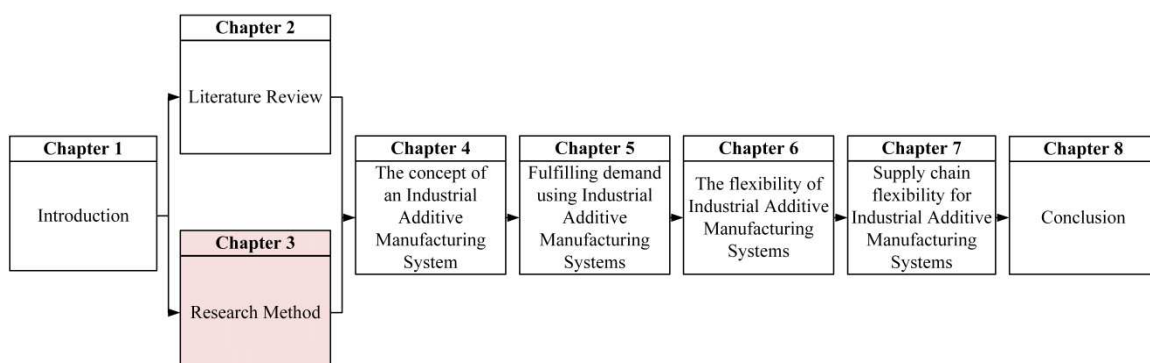 Chapter 1
Introduction
Chapter 2
Literature Review
Chapter 3
Research Method
Chapter 4
The concept of
an Industrial
Additive
Manufacturing
System
Chapter 5
Fulfilling demand
using Industrial
Additive
Manufacturing
Systems
Chapter 6
The flexibility of
Industrial Additive
Manufacturing
Systems
Chapter 7
Supply chain
flexibility for
Industrial Additive
Manufacturing
Systems
Chapter 8
Conclusion